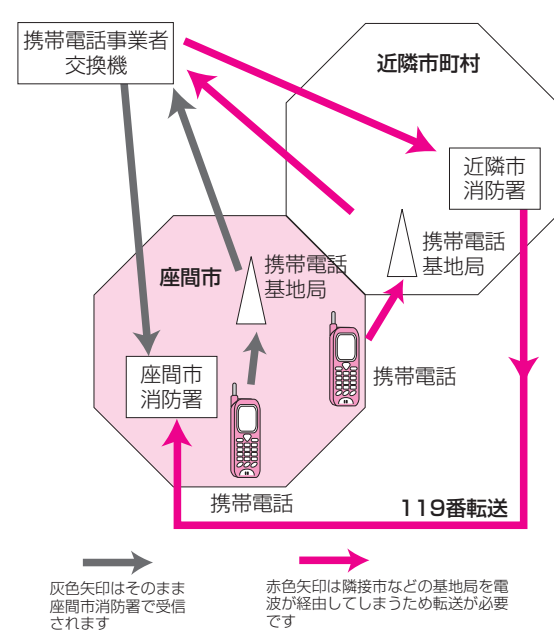 携帯電話事業者
交換機
近隣市町村
近隣市
消防署
携帯電話
基地局
座間市
携帯電話
基地局
座間市
消防署
携帯電話
携帯電話
119番転送
灰色矢印はそのまま
座間市消防署で受信
されます
赤色矢印は隣接市などの基地局を電
波が経由してしまうため転送が必要
です